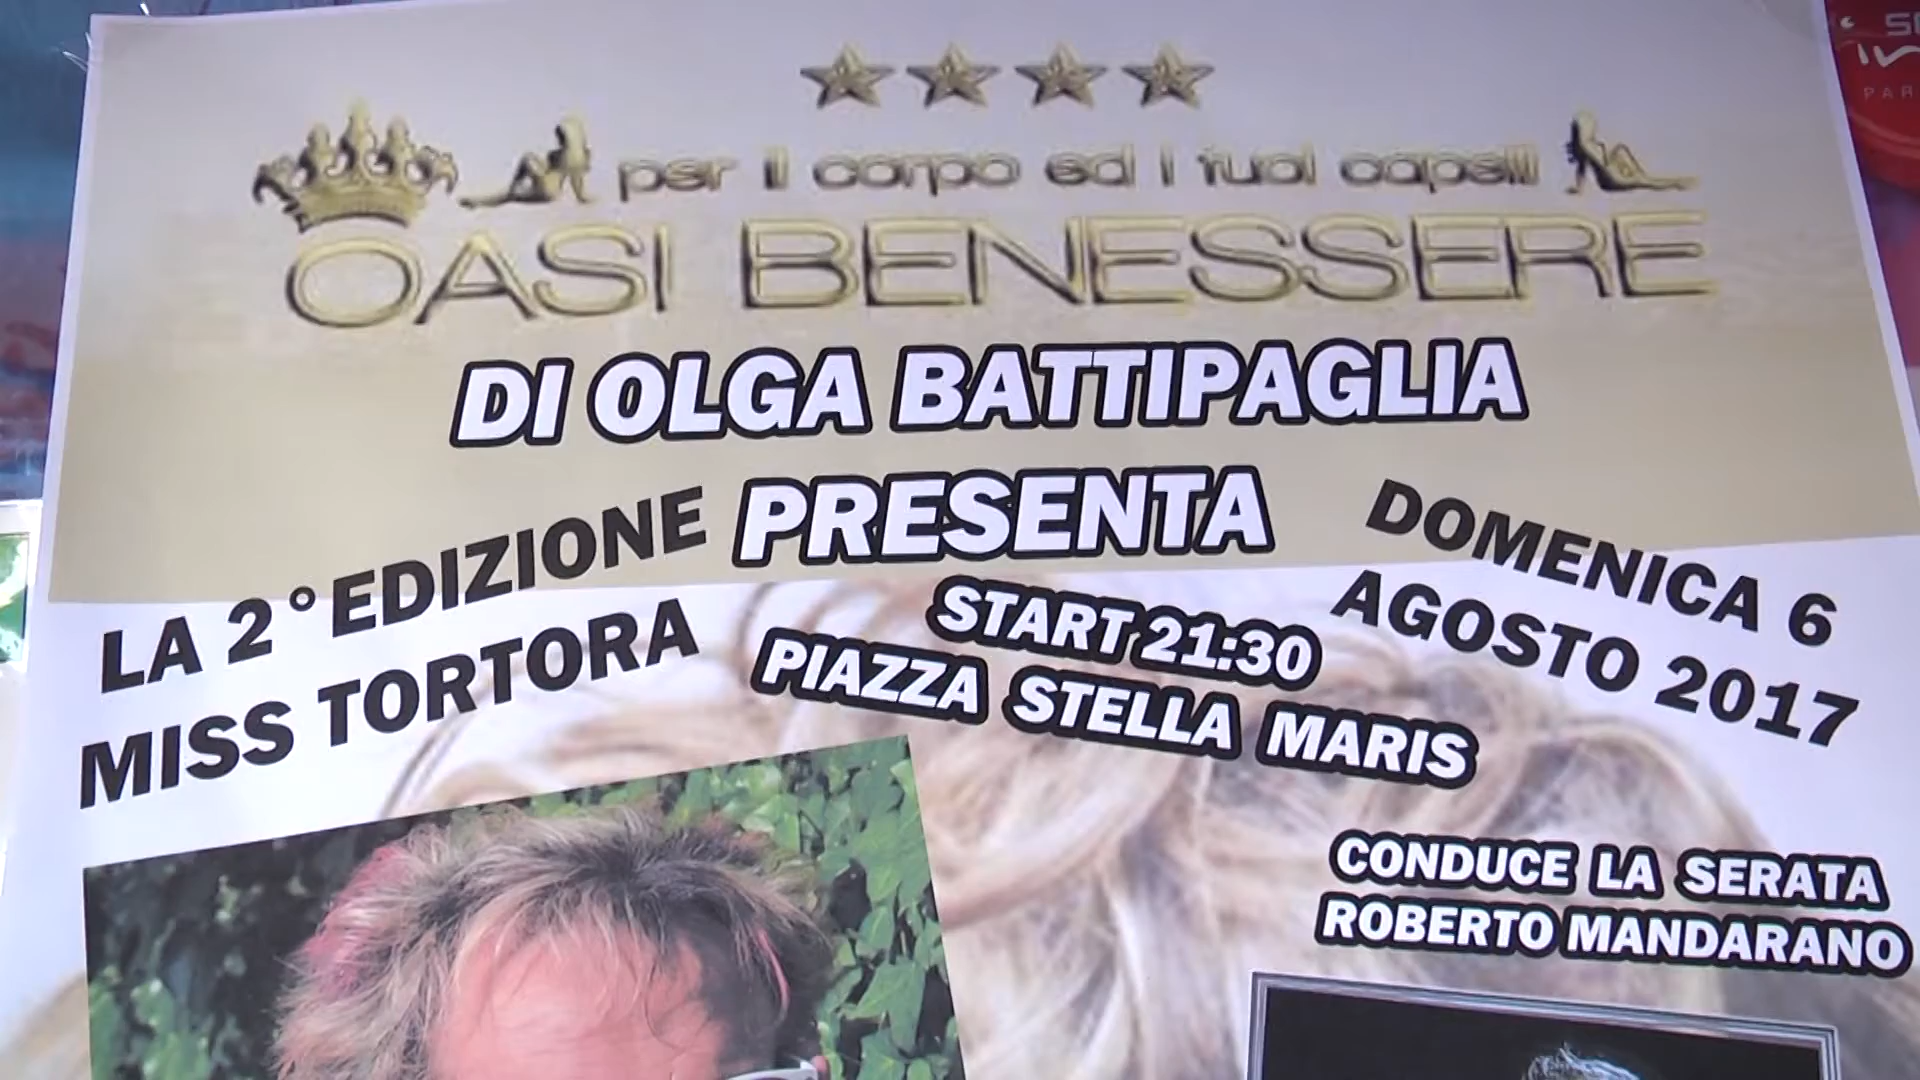 per il corpo ed i tuoi capelli
OASI BENESSERE
DI OLGA BATTIPAGLIA
PRESENTA
LA 2° EDIZIONE
MISS TORTORA
START 21:30
PIAZZA STELLA MARIS
DOMENICA 6
AGOSTO 2017
CONDUCE LA SERATA
ROBERTO MANDARANO